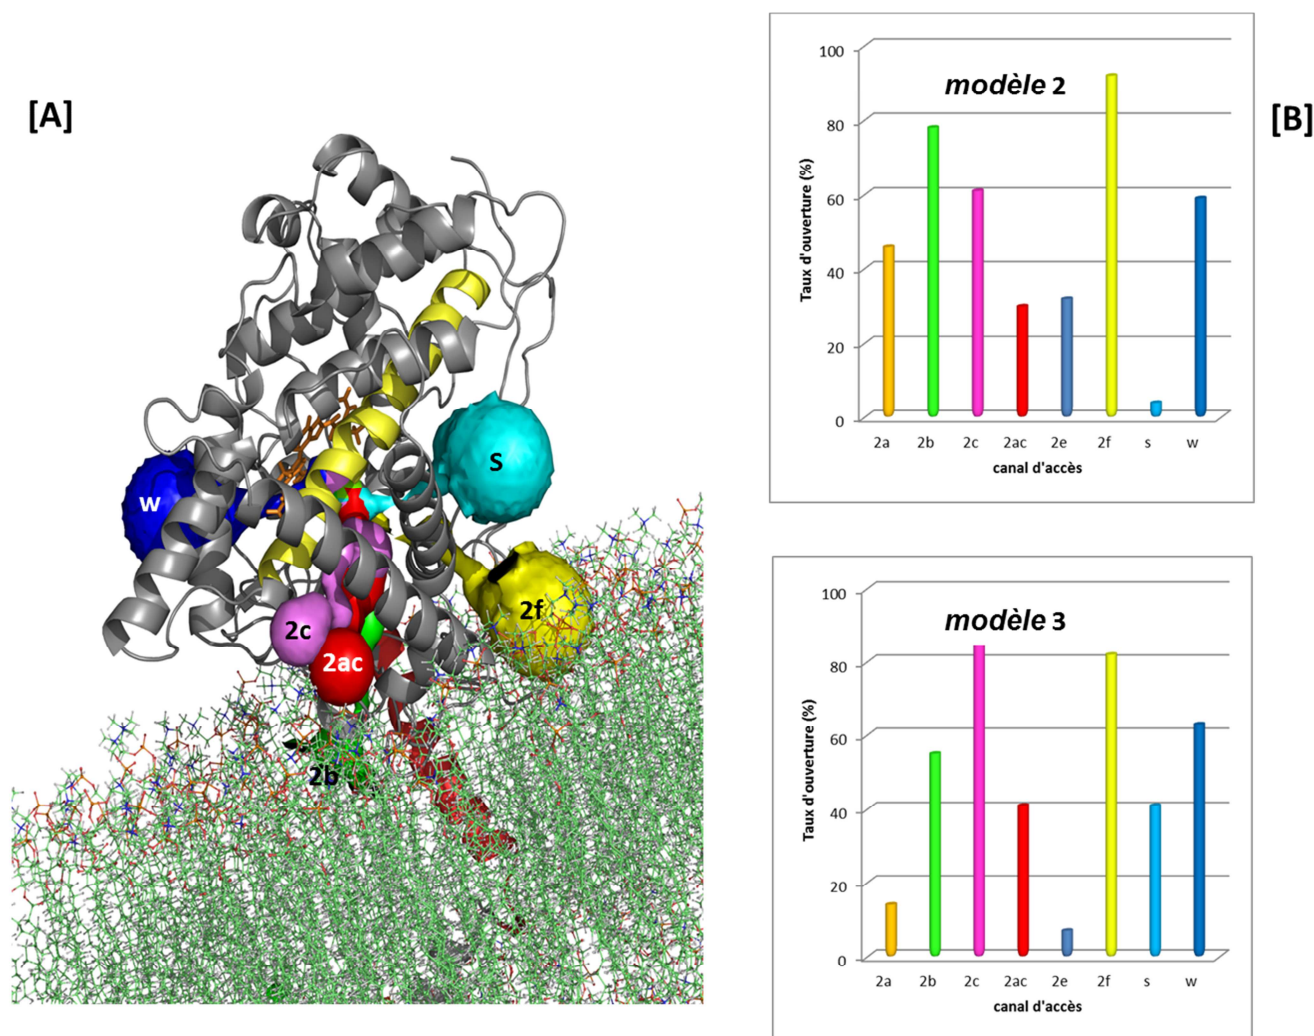 [A]
W
S
2f
2c
2ac
2b
[B]
modèle 2
Taux d'ouverture (%)
100
80
60
40
20
0
2a 2b 2c 2ac 2e 2f s w
canal d'accès
modèle 3
Taux d'ouverture (%)
100
80
60
40
20
0
2a 2b 2c 2ac 2e 2f s w
canal d'accès